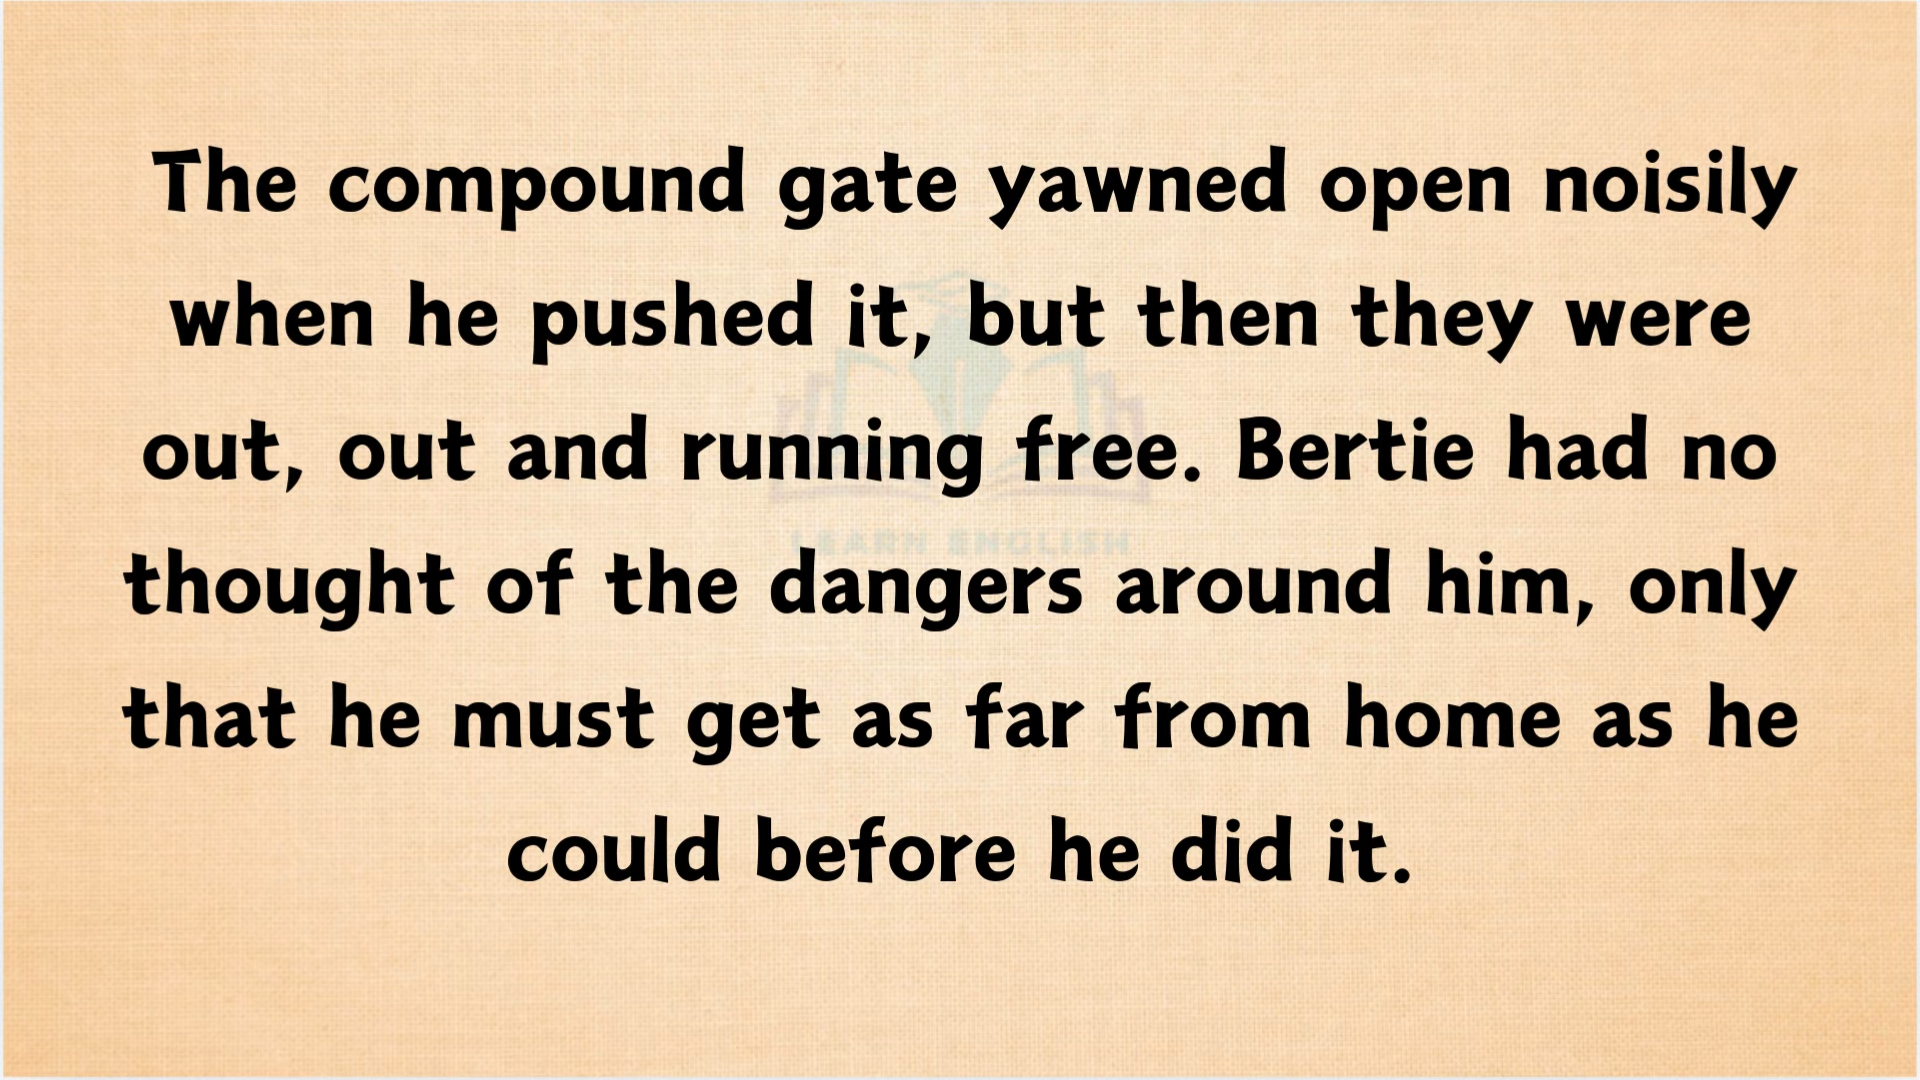 The compound gate yawned open noisily
when he pushed it, but then they were
out, out and running free. Bertie had no
thought of the dangers around him, only
that he must get as far from home as he
could before he did it.
LEARN ENGLISH